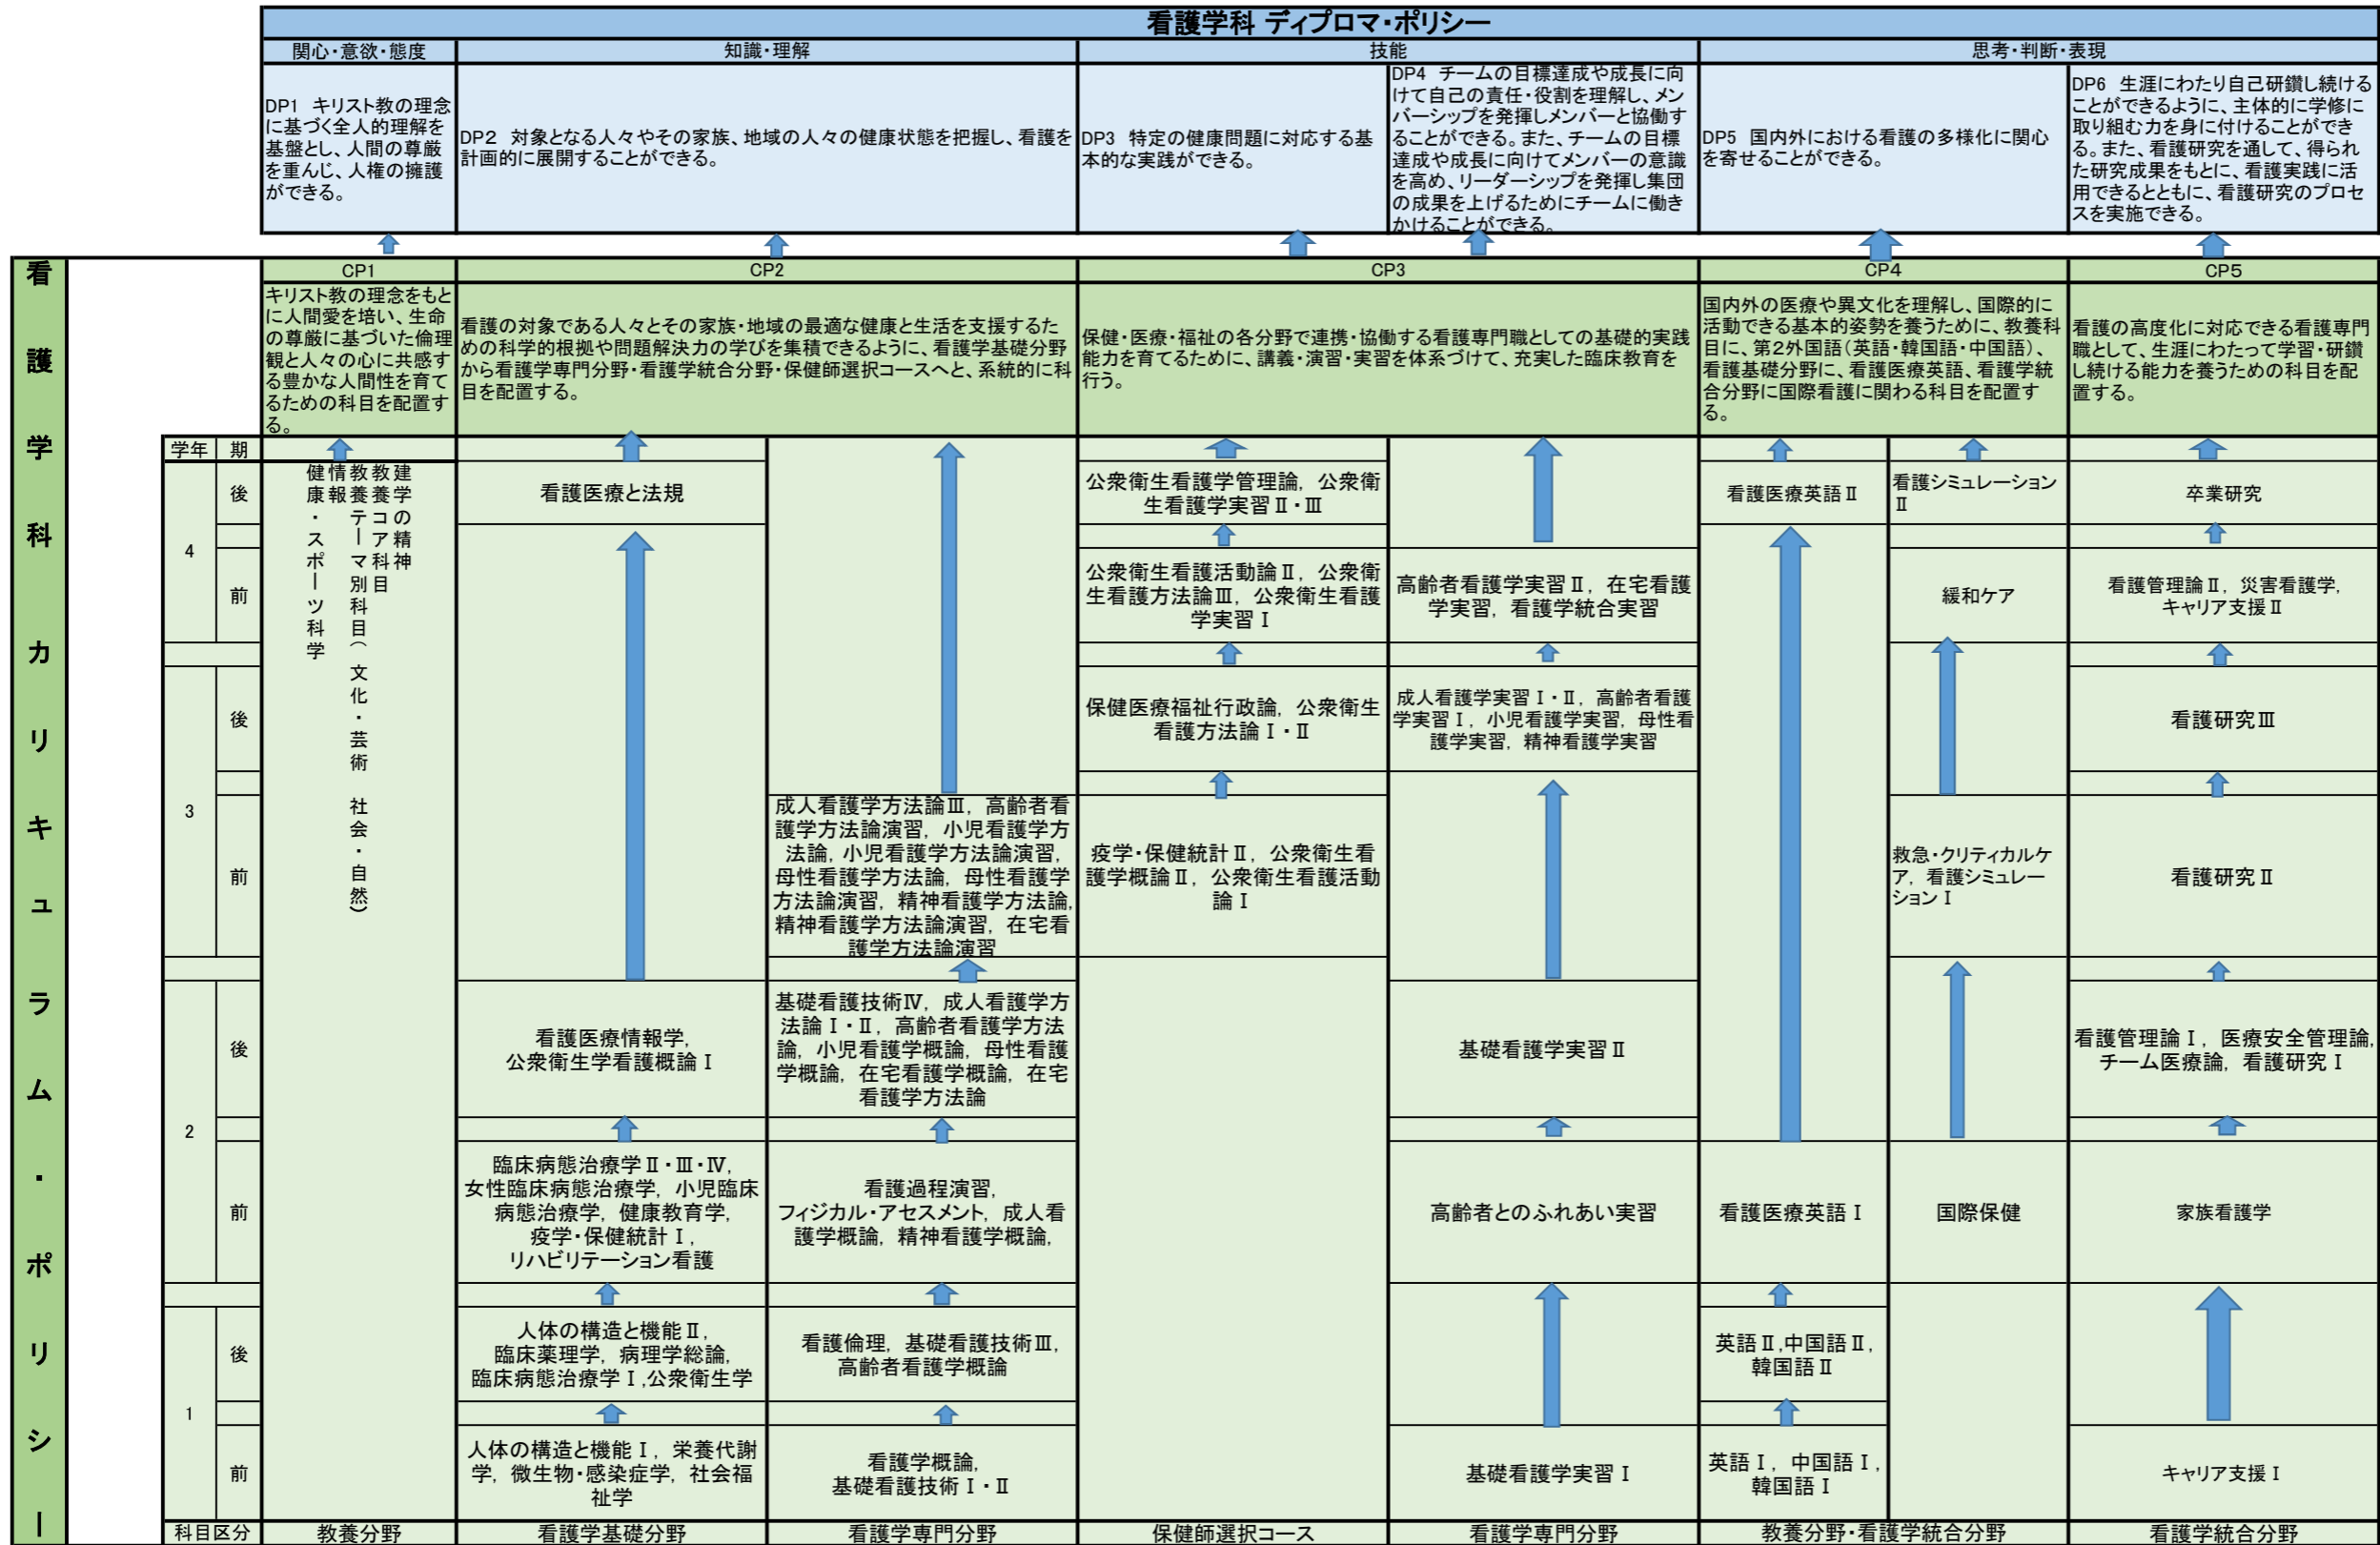 看護学科 ディプロマ・ポリシー
関心・意欲・態度
知識・理解
技能
思考・判断・表現
DP1 キリスト教の理念
に基づく全人的理解を
基盤とし、人間の尊厳
を重んじ、人権の擁護
ができる。
DP2 対象となる人々やその家族、地域の人々の健康状態を把握し、看護を
計画的に展開することができる。
DP3 特定の健康問題に対応する基
本的な実践ができる。
DP4 チームの目標達成や成長に向
けて自己の責任・役割を理解し、メン
バーシップを発揮しメンバーと協働す
ることができる。また、チームの目標
達成や成長に向けてメンバーの意識
を高め、リーダーシップを発揮し集団
の成果を上げるためにチームに働き
かけることができる。
DP5 国内外における看護の多様化に関心
を寄せることができる。
DP6 生涯にわたり自己研鑽し続ける
ことができるように、主体的に学修に
取り組む力を身に付けることができ
る。また、看護研究を通して、得られ
た研究成果をもとに、看護実践に活
用できるとともに、看護研究のプロセ
スを実施できる。
看護学科 カリキュラム・ポリシー
CP1
CP2
CP3
CP4
CP5
キリスト教の理念をもと
に人間愛を培い、生命
の尊厳に基づいた倫理
観と人々の心に共感す
る豊かな人間性を育て
るための科目を配置す
る。
看護の対象である人々とその家族・地域の最適な健康と生活を支援するた
めの科学的根拠や問題解決力の学びを集積できるように、看護学基礎分野
から看護学専門分野・看護学統合分野・保健師選択コースへと、系統的に科
目を配置する。
保健・医療・福祉の各分野で連携・協働する看護専門職としての基礎的実践
能力を育てるために、講義・演習・実習を体系づけて、充実した臨床教育を
行う。
国内外の医療や異文化を理解し、国際的に
活動できる基本的姿勢を養うために、教養科
目に、第2外国語(英語・韓国語・中国語)、
看護基礎分野に、看護医療英語、看護学統
合分野に国際看護に関わる科目を配置す
る。
看護の高度化に対応できる看護専門
職として、生涯にわたって学習・研鑽
し続ける能力を養うための科目を配
置する。
学年 期
建学の精神
教養コア科目
教養テーマ別科目(文化・芸術 社会・自然)
情報
健康・スポーツ科学
4
後
看護医療と法規
公衆衛生看護学管理論, 公衆衛
生看護学実習Ⅱ・Ⅲ
看護医療英語Ⅱ
看護シミュレーション
Ⅱ
卒業研究
前
公衆衛生看護活動論Ⅱ, 公衆衛
生看護方法論Ⅲ, 公衆衛生看護
学実習Ⅰ
高齢者看護学実習Ⅱ, 在宅看護
学実習, 看護学統合実習
緩和ケア
看護管理論Ⅱ, 災害看護学,
キャリア支援Ⅱ
3
後
保健医療福祉行政論, 公衆衛生
看護方法論Ⅰ・Ⅱ
成人看護学実習Ⅰ・Ⅱ, 高齢者看護
学実習Ⅰ, 小児看護学実習, 母性看
護学実習, 精神看護学実習
看護研究Ⅲ
前
成人看護学方法論Ⅲ, 高齢者看
護学方法論演習, 小児看護学方
法論, 小児看護学方法論演習,
母性看護学方法論, 母性看護学
方法論演習, 精神看護学方法論,
精神看護学方法論演習, 在宅看
護学方法論演習
疫学・保健統計Ⅱ, 公衆衛生看
護学概論Ⅱ, 公衆衛生看護活動
論Ⅰ
救急・クリティカルケ
ア, 看護シミュレー
ションⅠ
看護研究Ⅱ
2
後
看護医療情報学,
公衆衛生学看護概論Ⅰ
基礎看護技術Ⅳ, 成人看護学方
法論Ⅰ・Ⅱ, 高齢者看護学方法
論, 小児看護学概論, 母性看護
学概論, 在宅看護学概論, 在宅
看護学方法論
基礎看護学実習Ⅱ
看護管理論Ⅰ, 医療安全管理論,
チーム医療論, 看護研究Ⅰ
前
臨床病態治療学Ⅱ・Ⅲ・Ⅳ,
女性臨床病態治療学, 小児臨床
病態治療学, 健康教育学,
疫学・保健統計Ⅰ,
リハビリテーション看護
看護過程演習,
フィジカル・アセスメント, 成人看
護学概論, 精神看護学概論,
高齢者とのふれあい実習
看護医療英語Ⅰ
国際保健
家族看護学
1
後
人体の構造と機能Ⅱ,
臨床薬理学, 病理学総論,
臨床病態治療学Ⅰ,公衆衛生学
看護倫理, 基礎看護技術Ⅲ,
高齢者看護学概論
英語Ⅱ,中国語Ⅱ,
韓国語Ⅱ
前
人体の構造と機能Ⅰ, 栄養代謝
学, 微生物・感染症学, 社会福
祉学
看護学概論,
基礎看護技術Ⅰ・Ⅱ
基礎看護学実習Ⅰ
英語Ⅰ, 中国語Ⅰ,
韓国語Ⅰ
キャリア支援Ⅰ
科目区分
教養分野
看護学基礎分野
看護学専門分野
保健師選択コース
看護学専門分野
教養分野・看護学統合分野
看護学統合分野